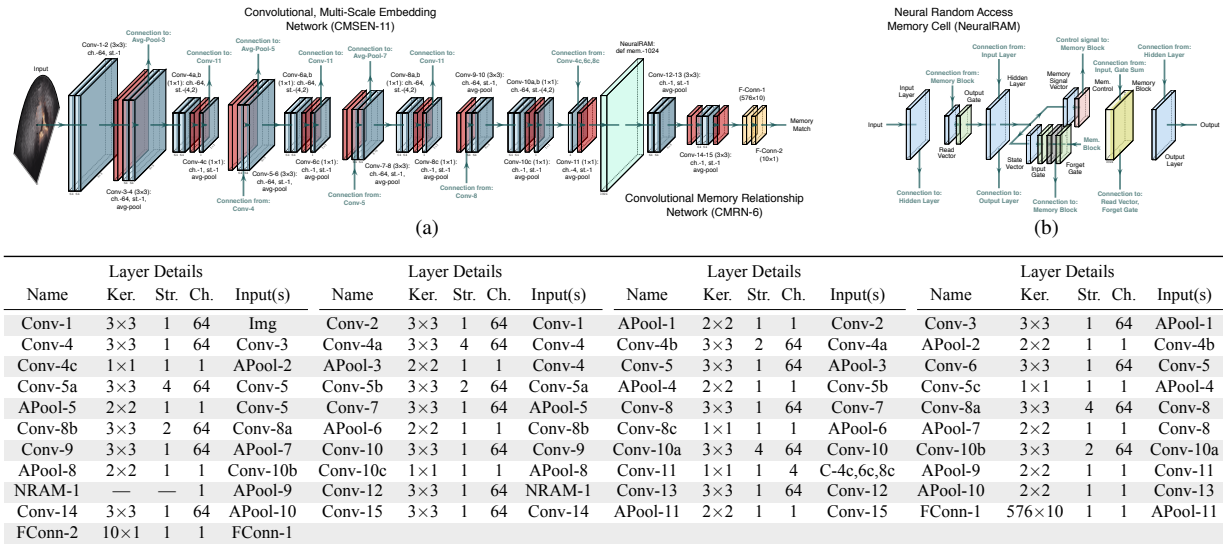 Convolutional, Multi-Scale Embedding
Network (CMSEN-11)
Input
Conv-1-2 (3x3):
ch.-64, st.-1
Connection to:
Avg-Pool-3
Conv-3-4 (3x3):
ch.-64, st.-1,
avg-pool
Conv-4a,b
(1x1): ch.-64,
st.-(4,2)
Connection to:
Conv-11
Conv-4c (1x1):
ch.-1, st.-1,
avg-pool
Connection to:
Avg-Pool-5
Conv-5-6 (3x3):
ch.-64, st.-1,
avg-pool
Connection from:
Conv-4
Conv-6a,b
(1x1): ch.-64,
st.-(4,2)
Connection to:
Conv-11
Conv-6c (1x1):
ch.-1, st.-1,
avg-pool
Connection to:
Avg-Pool-7
Conv-7-8 (3x3):
ch.-64, st.-1,
avg-pool
Connection from:
Conv-5
Conv-8a,b
(1x1): ch.-64,
st.-(4,2)
Connection to:
Conv-11
Conv-8c (1x1):
ch.-1, st.-1,
avg-pool
Conv-9-10 (3x3):
ch.-64, st.-1,
avg-pool
Connection from:
Conv-8
Conv-10a,b (1x1):
ch.-64, st.-(4,2)
Conv-10c (1x1):
ch.-1, st.-1,
avg-pool
Connection from:
Conv-4c,6c,8c
Conv-11 (1x1):
ch.-4, st.-1,
avg-pool
NeuralRAM:
def mem.-1024
Conv-12-13 (3x3):
ch.-1, st.-1,
avg-pool
Conv-14-15 (3x3):
ch.-1, st.-1,
avg-pool
F-Conn-1
(576x10)
F-Conn-2
(10x1)
Memory
Match
Convolutional Memory Relationship
Network (CMRN-6)
(a)
Neural Random Access
Memory Cell (NeuralRAM)
Input
Input
Layer
Connection to:
Hidden Layer
Connection from:
Memory Block
Output
Gate
Read
Vector
Connection from:
Input Layer
Hidden
Layer
Connection to:
Output Layer
State
Vector
Input
Gate
Connection to:
Memory Block
Control signal to:
Memory Block
Memory
Signal
Vector
Forget
Gate
Mem.
Block
Connection from:
Input, Gate Sum
Mem.
Control
Memory
Block
Connection to:
Read Vector,
Forget Gate
Connection from:
Hidden Layer
Output
Layer
Output
(b)
Layer Details Layer Details Layer Details Layer Details
Name Ker. Str. Ch. Input(s) Name Ker. Str. Ch. Input(s) Name Ker. Str. Ch. Input(s) Name Ker. Str. Ch. Input(s)
Conv-1 3×3 1 64 Img Conv-2 3×3 1 64 Conv-1 APool-1 2×2 1 1 Conv-2 Conv-3 3×3 1 64 APool-1
Conv-4 3×3 1 64 Conv-3 Conv-4a 3×3 4 64 Conv-4 Conv-4b 3×3 2 64 Conv-4a APool-2 2×2 1 1 Conv-4b
Conv-4c 1×1 1 1 APool-2 APool-3 2×2 1 1 Conv-4 Conv-5 3×3 1 64 APool-3 Conv-6 3×3 1 64 Conv-5
Conv-5a 3×3 4 64 Conv-5 Conv-5b 3×3 2 64 Conv-5a APool-4 2×2 1 1 Conv-5b Conv-5c 1×1 1 1 APool-4
APool-5 2×2 1 1 Conv-5 Conv-7 3×3 1 64 APool-5 Conv-8 3×3 1 64 Conv-7 Conv-8a 3×3 4 64 Conv-8
Conv-8b 3×3 2 64 Conv-8a APool-6 2×2 1 1 Conv-8b Conv-8c 1×1 1 1 APool-6 APool-7 2×2 1 1 Conv-8
Conv-9 3×3 1 64 APool-7 Conv-10 3×3 1 64 Conv-9 Conv-10a 3×3 4 64 Conv-10 Conv-10b 3×3 2 64 Conv-10a
APool-8 2×2 1 1 Conv-10b Conv-10c 1×1 1 1 APool-8 Conv-11 1×1 1 4 C-4c,6c,8c APool-9 2×2 1 1 Conv-11
NRAM-1 — — 1 APool-9 Conv-12 3×3 1 64 NRAM-1 Conv-13 3×3 1 64 Conv-12 APool-10 2×2 1 1 Conv-13
Conv-14 3×3 1 64 APool-10 Conv-15 3×3 1 64 Conv-14 APool-11 2×2 1 1 Conv-15 FConn-1 576×10 1 1 APool-11
FConn-2 10×1 1 1 FConn-1